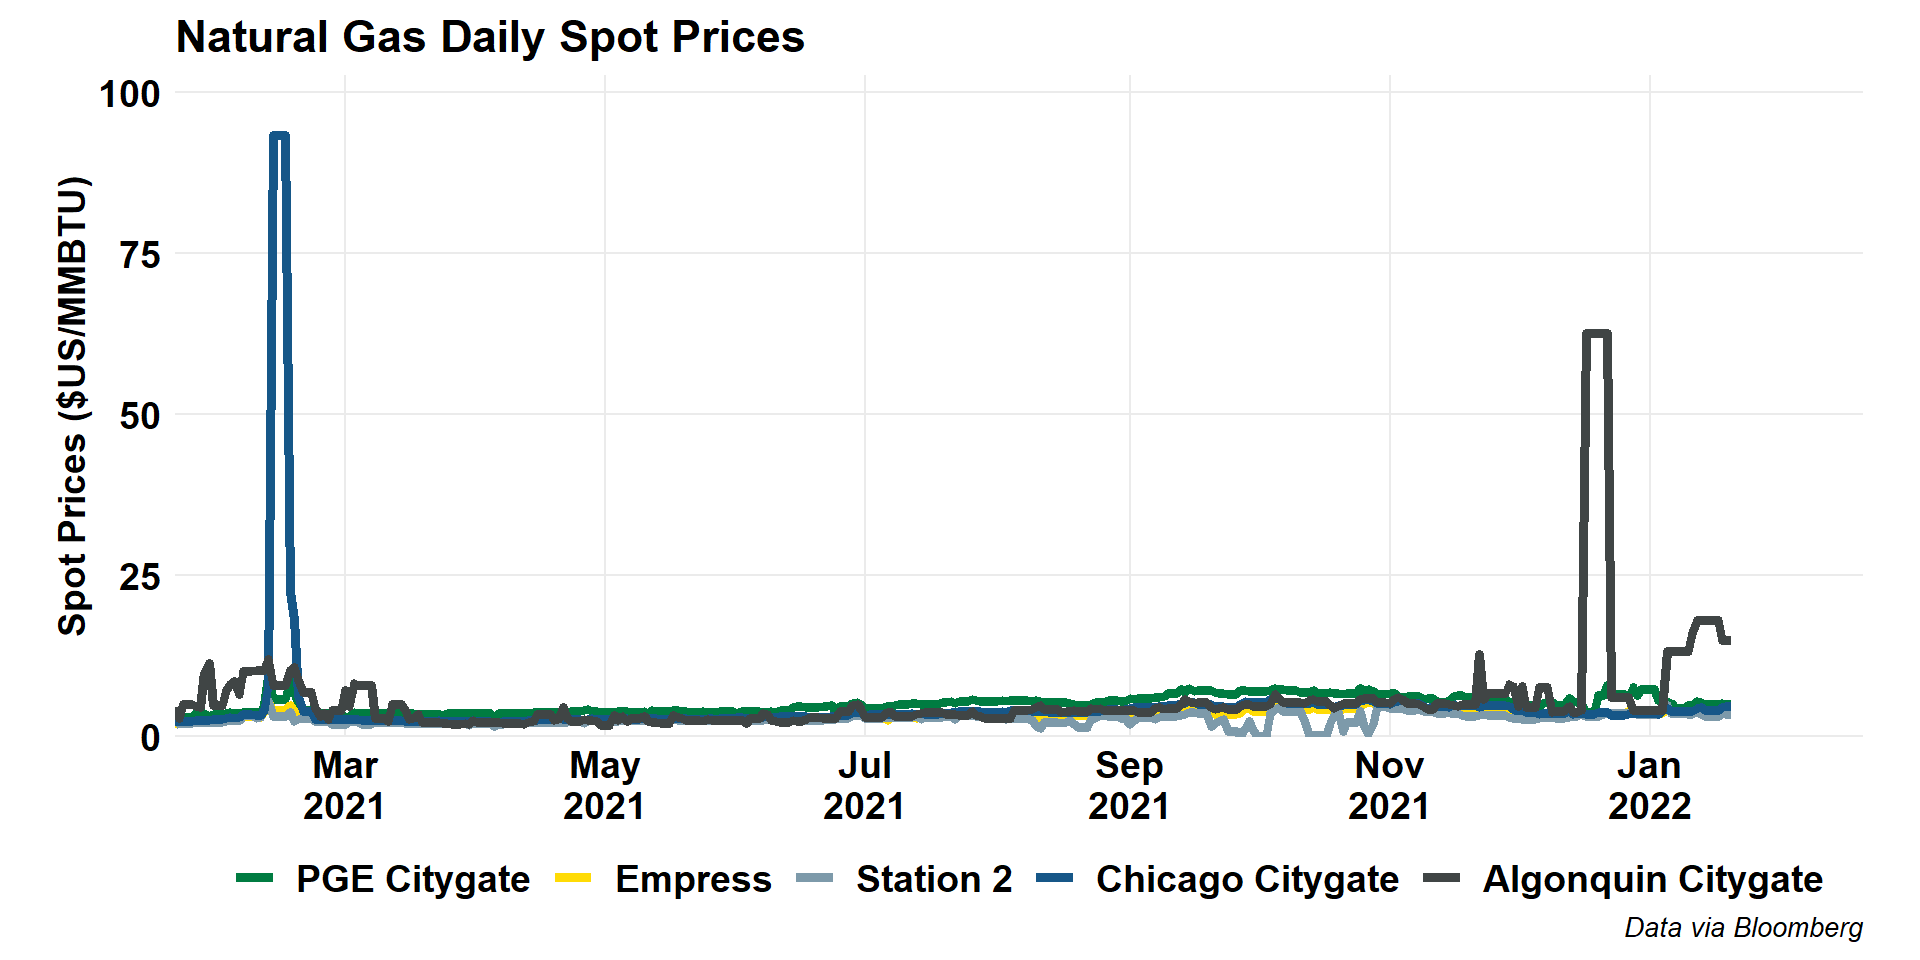 Natural Gas Daily Spot Prices
Spot Prices ($US/MMBTU)
100
75
50
25
0
Mar 2021
May 2021
Jul 2021
Sep 2021
Nov 2021
Jan 2022
PGE Citygate
Empress
Station 2
Chicago Citygate
Algonquin Citygate
Data via Bloomberg